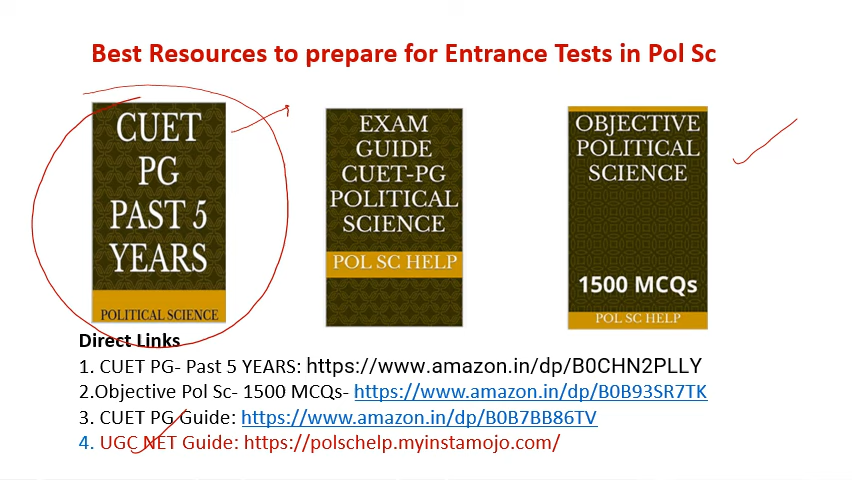 Best Resources to prepare for Entrance Tests in Pol Sc
CUET
PG
PAST 5
YEARS
POLITICAL SCIENCE
EXAM
GUIDE
CUET-PG
POLITICAL
SCIENCE
POL SC HELP
OBJECTIVE
POLITICAL
SCIENCE
1500 MCQs
POL SC HELP
Direct Links
1. CUET PG- Past 5 YEARS: https://www.amazon.in/dp/B0CHN2PLLY
2.Objective Pol Sc- 1500 MCQs- https://www.amazon.in/dp/B0B93SR7TK
3. CUET PG Guide: https://www.amazon.in/dp/B0B7BB86TV
4. UGC NET Guide: https://polschelp.myinstamojo.com/